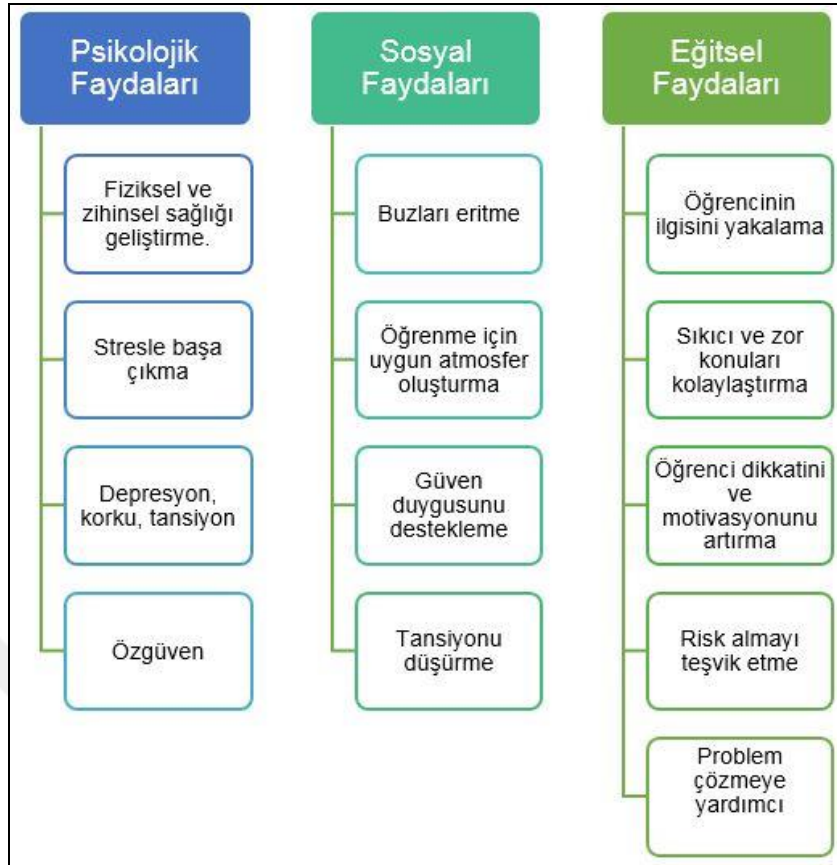 Psikolojik
Faydaları
Fiziksel ve
zihinsel sağlığı
geliştirme.
Stresle başa
çıkma
Depresyon,
korku, tansiyon
Özgüven
Sosyal
Faydaları
Buzları eritme
Öğrenme için
uygun atmosfer
oluşturma
Güven
duygusunu
destekleme
Tansiyonu
düşürme
Eğitsel
Faydaları
Öğrencinin
ilgisini yakalama
Sıkıcı ve zor
konuları
kolaylaştırma
Öğrenci dikkatini
ve
motivasyonunu
artırma
Risk almayı
teşvik etme
Problem
çözmeye
yardımcı